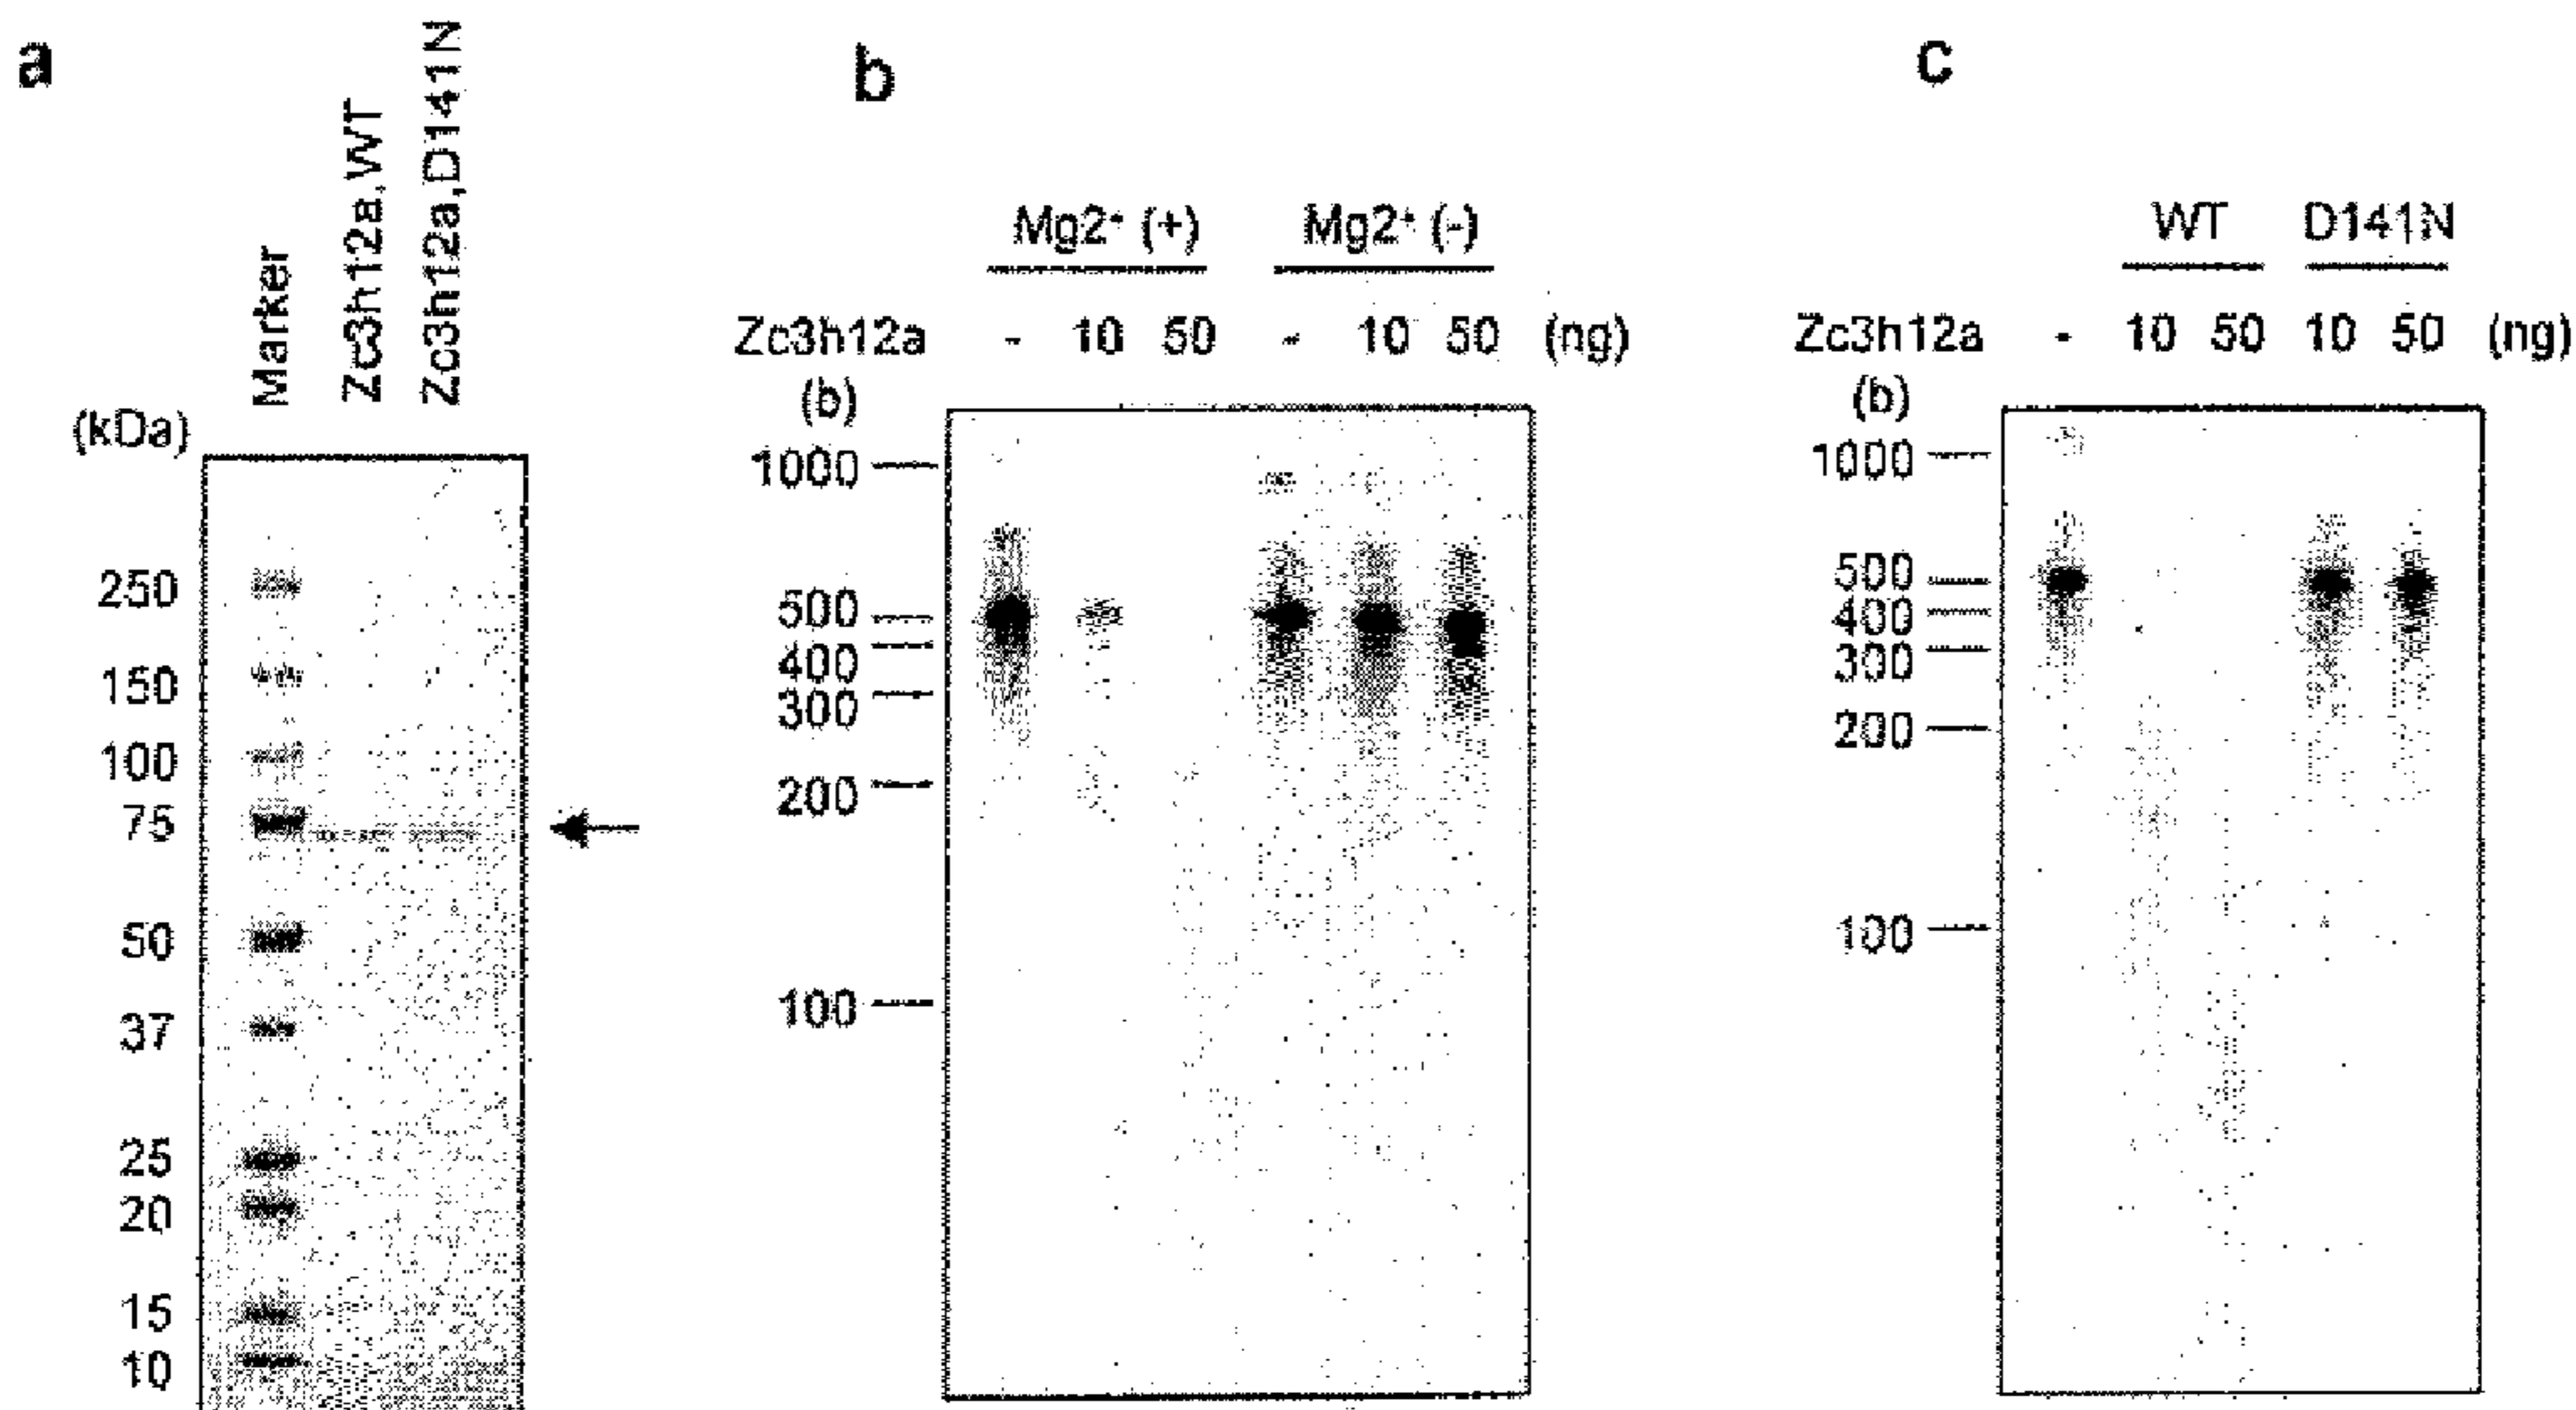 a
Marker
Zc3h12a,WT
Zc3h12a,D141N
(kDa)
250
150
100
75
50
37
25
20
15
10
b
Mg2+ (+) Mg2+ (-)
Zc3h12a - 10 50 - 10 50 (ng)
(b)
1000
500
400
300
200
100
c
WT D141N
Zc3h12a - 10 50 10 50 (ng)
(b)
1000
500
400
300
200
100